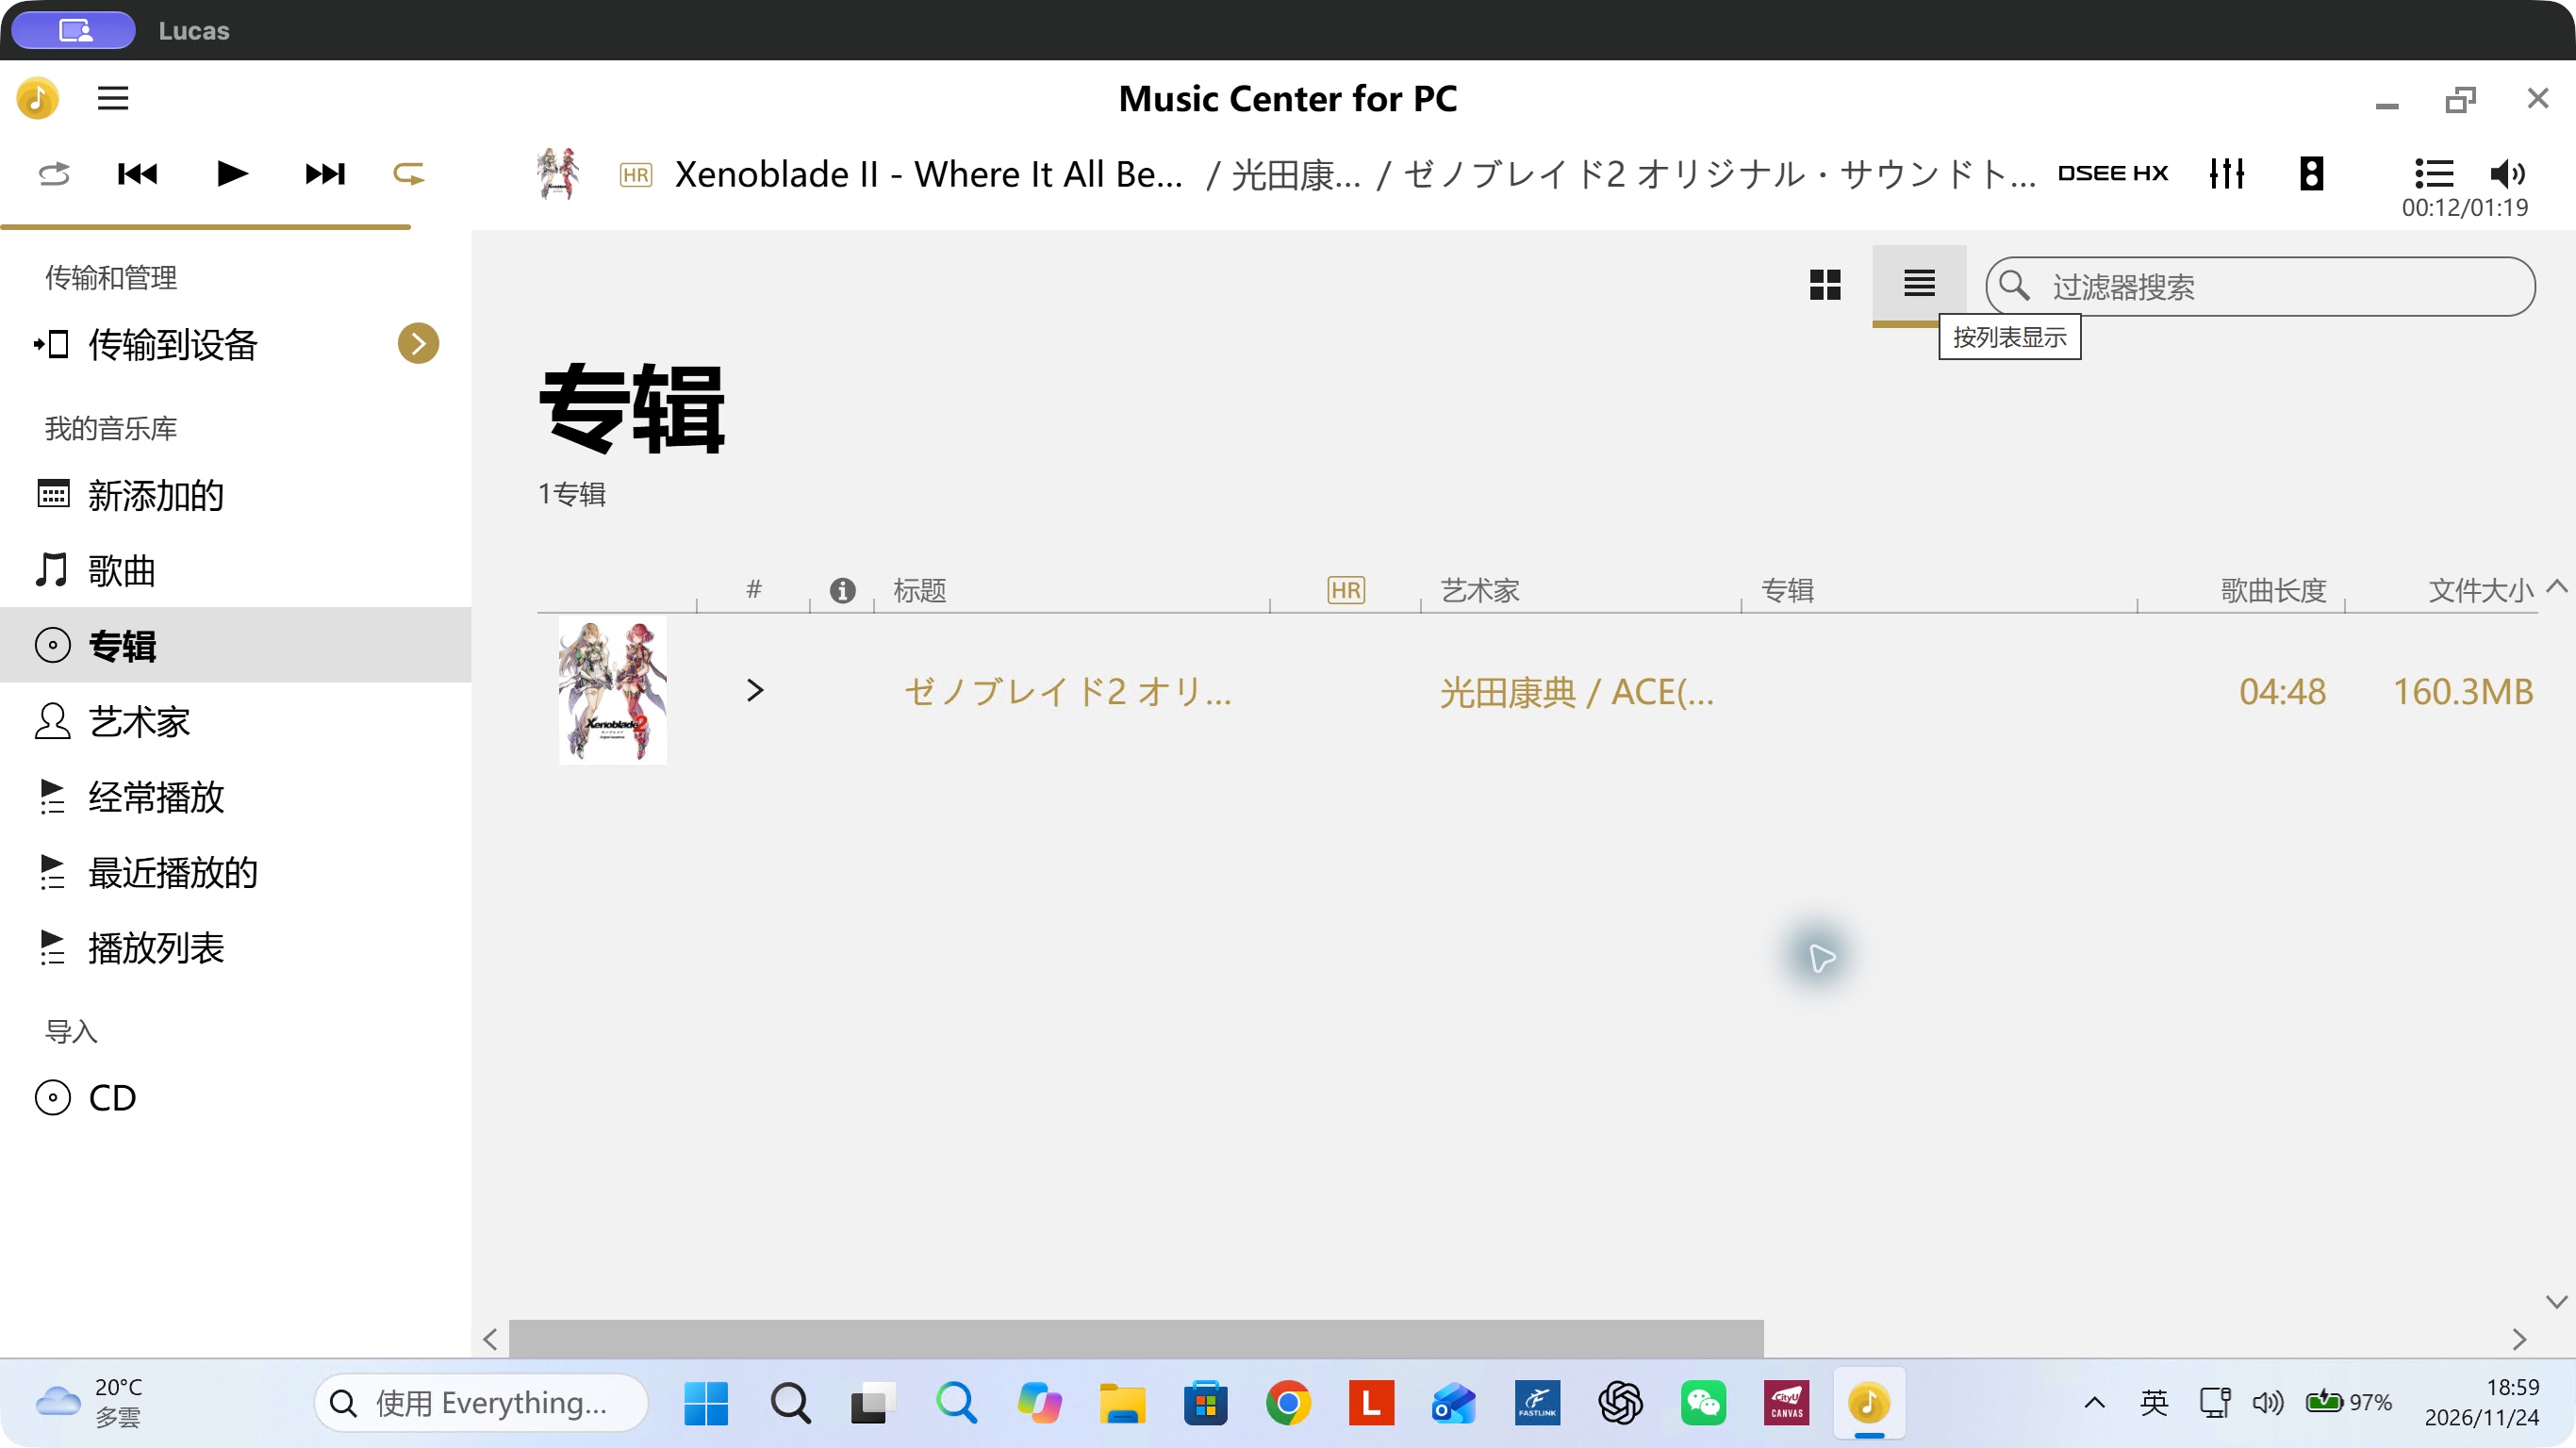 Lucas
Music Center for PC
HR Xenoblade II - Where It All Be... / 光田康... / ゼノブレイド2 オリジナル・サウンドト... DSEE HX
00:12/01:19
传输和管理
传输到设备
我的音乐库
新添加的
歌曲
专辑
艺术家
经常播放
最近播放的
播放列表
导入
CD
过滤器搜索
按列表显示
专辑
1专辑
# 标题 HR 艺术家 专辑 歌曲长度 文件大小
Xenoblade2
ゼノブレイド2 オリ... 光田康典 / ACE(... 04:48 160.3MB
20°C
多雲
使用 Everything...
L
O
FASTLINK
CityU
CANVAS
英
97%
18:59
2026/11/24